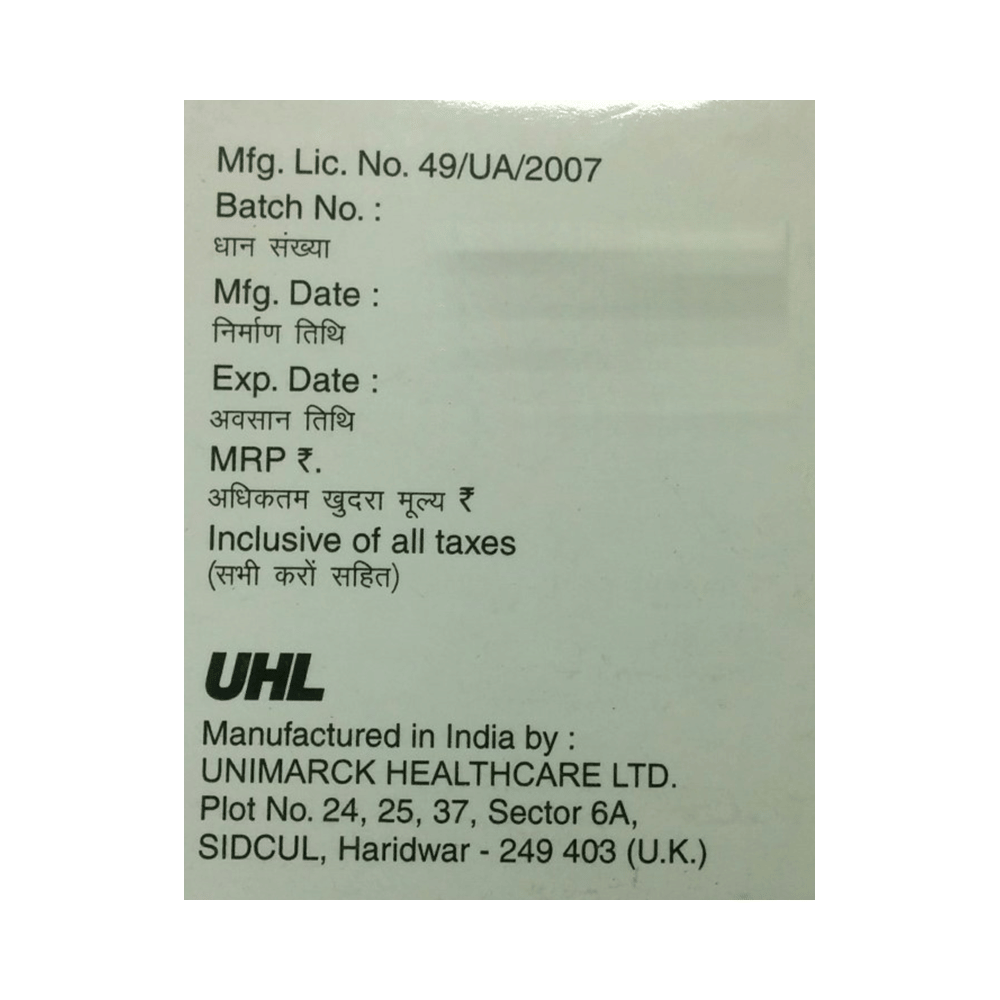 Mfg. Lic. No. 49/UA/2007
Batch No. :
धान संख्या
Mfg. Date :
निर्माण तिथि
Exp. Date :
अवसान तिथि
MRP ₹.
अधिकतम खुदरा मूल्य ₹
Inclusive of all taxes
(सभी करों सहित)
UHL
Manufactured in India by :
UNIMARCK HEALTHCARE LTD.
Plot No. 24, 25, 37, Sector 6A,
SIDCUL, Haridwar - 249 403 (U.K.)